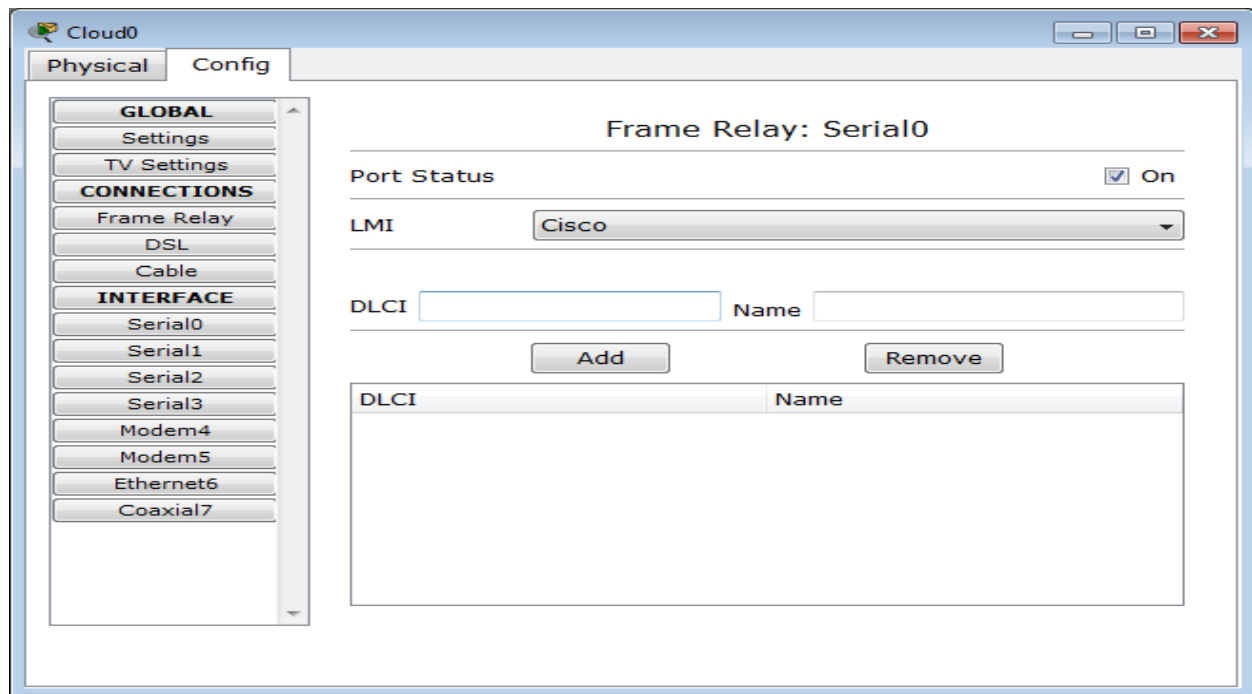 Cloud0
Physical Config
GLOBAL
Settings
TV Settings
CONNECTIONS
Frame Relay
DSL
Cable
INTERFACE
Serial0
Serial1
Serial2
Serial3
Modem4
Modem5
Ethernet6
Coaxial7
Frame Relay: Serial0
Port Status On
LMI Cisco
DLCI Name
Add Remove
DLCI Name